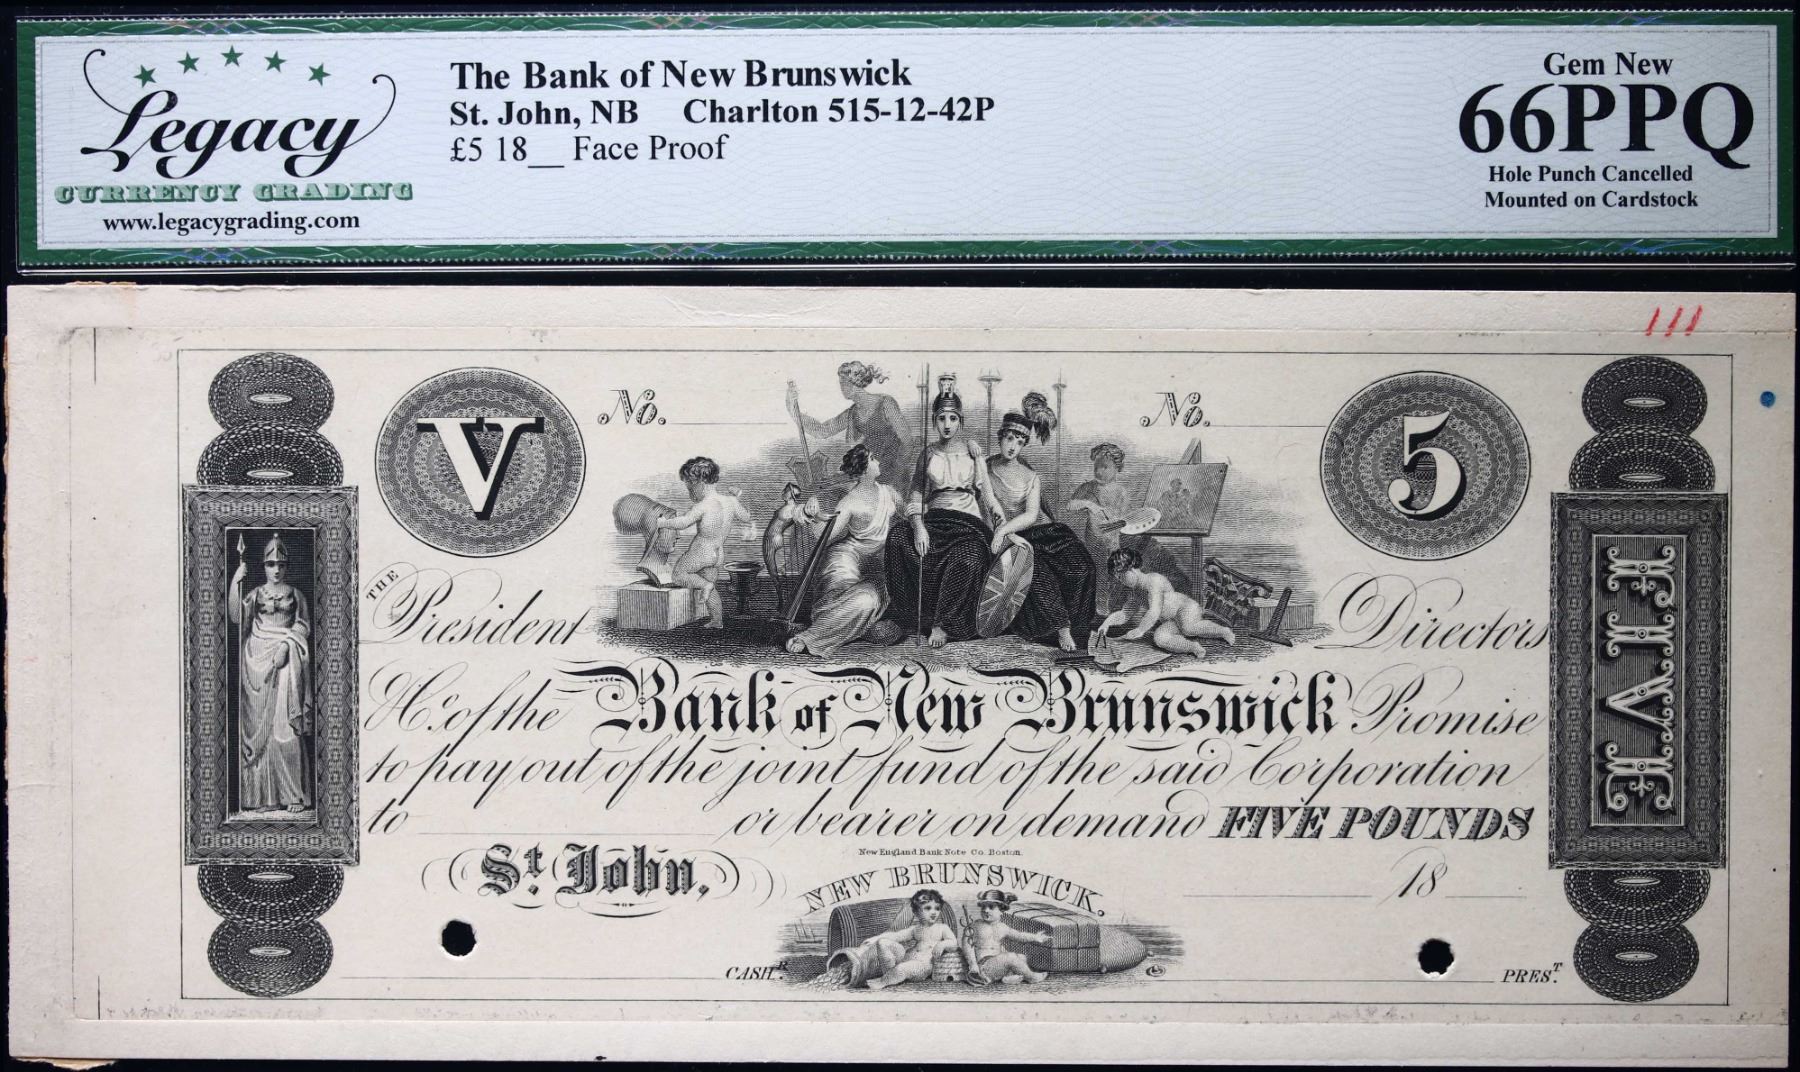 Legacy
CURRENCY GRADING
www.legacygrading.com
The Bank of New Brunswick
St. John, NB Charlton 515-12-42P
£5 18__ Face Proof
Gem New
66PPQ
Hole Punch Cancelled
Mounted on Cardstock
111
V No. No. 5
THE President Directors
& Co. of the Bank of New Brunswick Promise
to pay out of the joint fund of the said Corporation
to or bearer on demand FIVE POUNDS
FIVE
New England Bank Note Co. Boston.
St. John, 18
NEW BRUNSWICK.
CASHR. PREST.